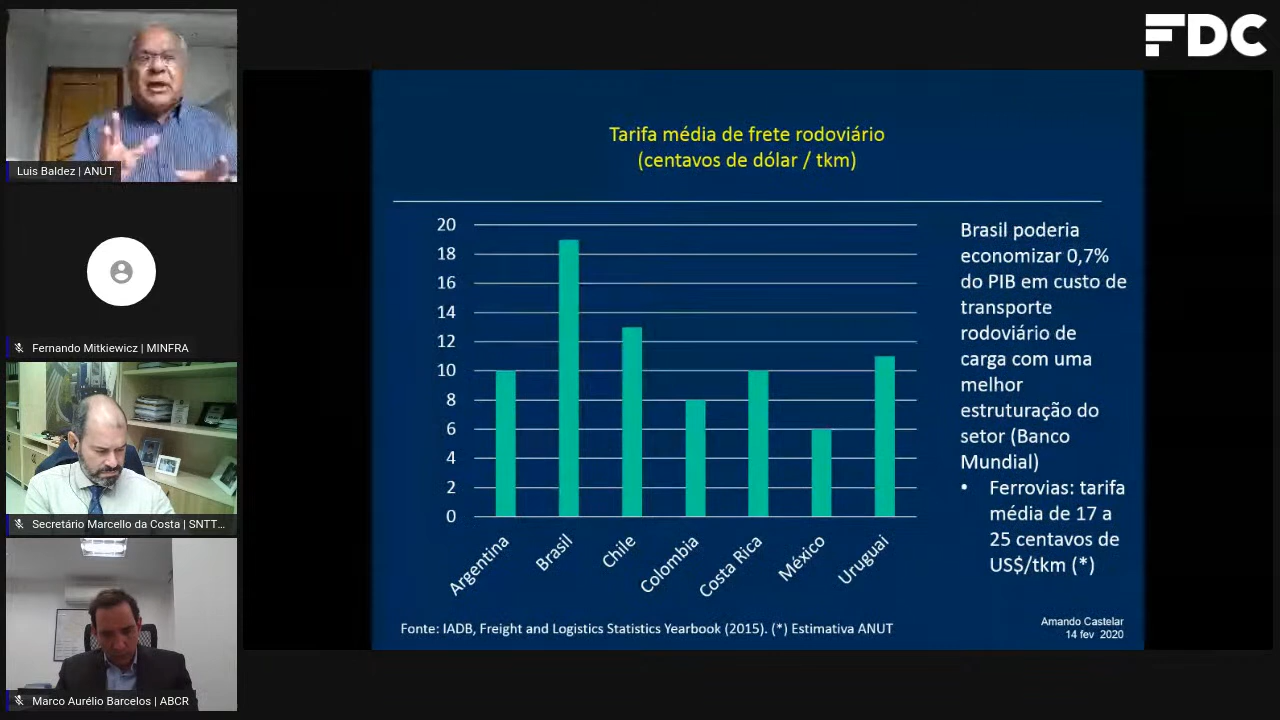 FDC
Luis Baldez | ANUT
Fernando Mitkiewicz | MINFRA
Secretário Marcello da Costa | SNTT...
Marco Aurélio Barcelos | ABCR
Tarifa média de frete rodoviário
(centavos de dólar / tkm)
20
18
16
14
12
10
8
6
4
2
0
Argentina
Brasil
Chile
Colombia
Costa Rica
México
Uruguai
Brasil poderia
economizar 0,7%
do PIB em custo de
transporte
rodoviário de
carga com uma
melhor
estruturação do
setor (Banco
Mundial)
• Ferrovias: tarifa
média de 17 a
25 centavos de
US$/tkm (*)
Fonte: IADB, Freight and Logistics Statistics Yearbook (2015). (*) Estimativa ANUT
Amando Castelar
14 fev 2020